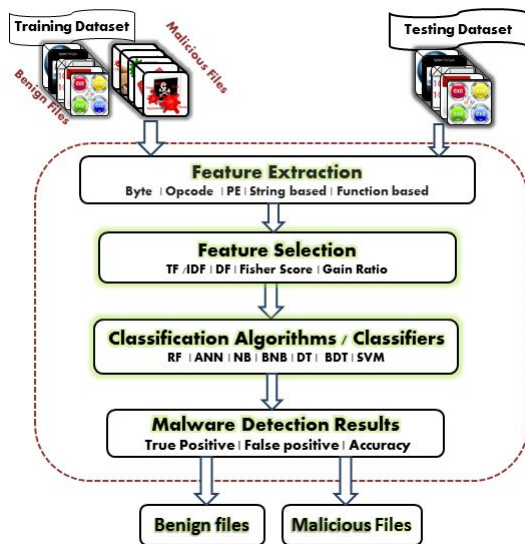 Training Dataset
Testing Dataset
Benign Files
Malicious Files
Feature Extraction
Byte | Opcode | PE | String based | Function based
Feature Selection
TF /IDF | DF | Fisher Score | Gain Ratio
Classification Algorithms / Classifiers
RF | ANN | NB | BNB | DT | BDT | SVM
Malware Detection Results
True Positive | False positive | Accuracy
Benign files
Malicious Files